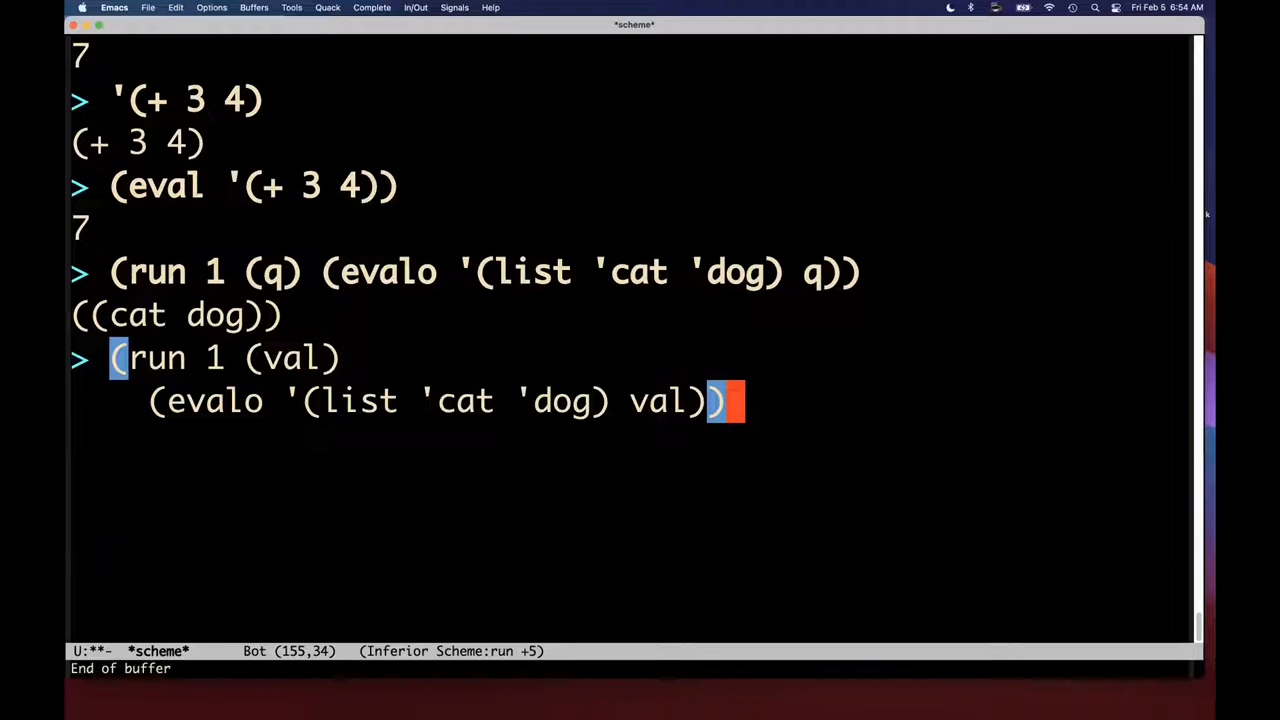 Emacs File Edit Options Buffers Tools Quack Complete In/Out Signals Help Fri Feb 5 6:54 AM
*scheme*
7
> '(+ 3 4)
(+ 3 4)
> (eval '(+ 3 4))
7
> (run 1 (q) (evalo '(list 'cat 'dog) q))
((cat dog))
> (run 1 (val)
(evalo '(list 'cat 'dog) val))
U:**- *scheme* Bot (155,34) (Inferior Scheme:run +5)
End of buffer